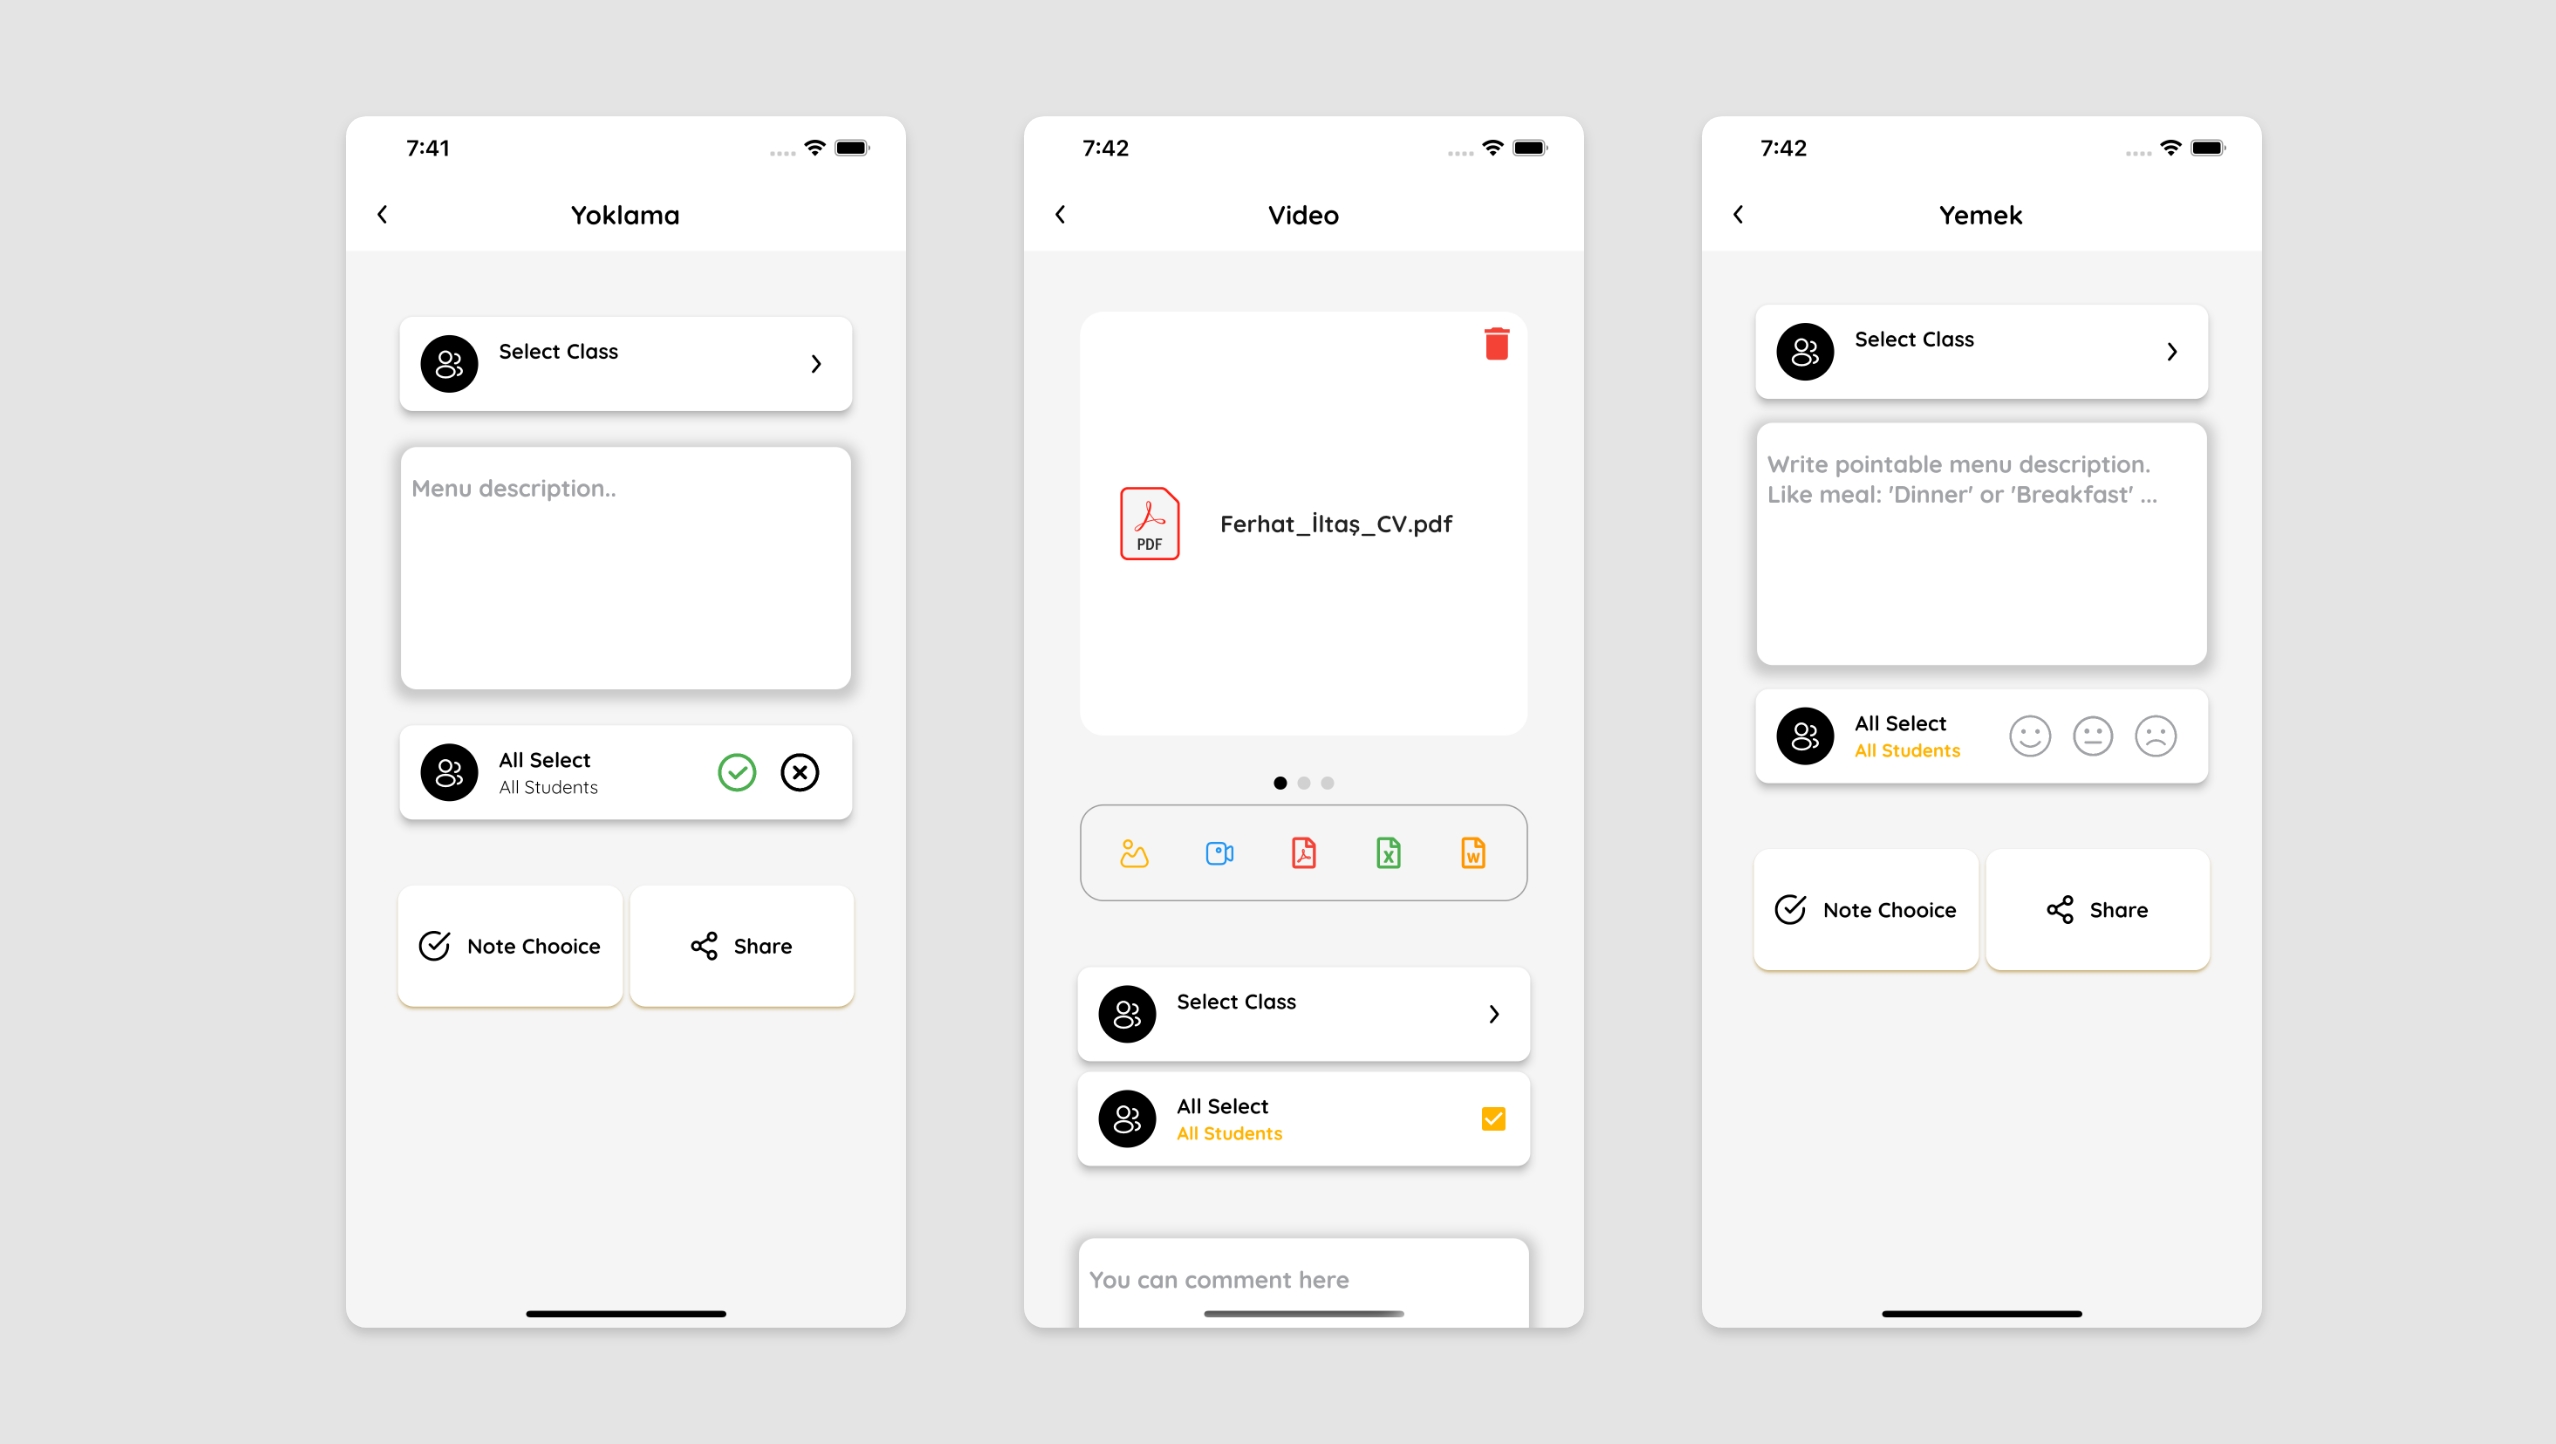 7:41
Yoklama
Select Class
Menu description..
All Select
All Students
Note Chooice
Share
7:42
Video
PDF
Ferhat_İltaş_CV.pdf
X
W
Select Class
All Select
All Students
You can comment here
7:42
Yemek
Select Class
Write pointable menu description.
Like meal: 'Dinner' or 'Breakfast' ...
All Select
All Students
Note Chooice
Share